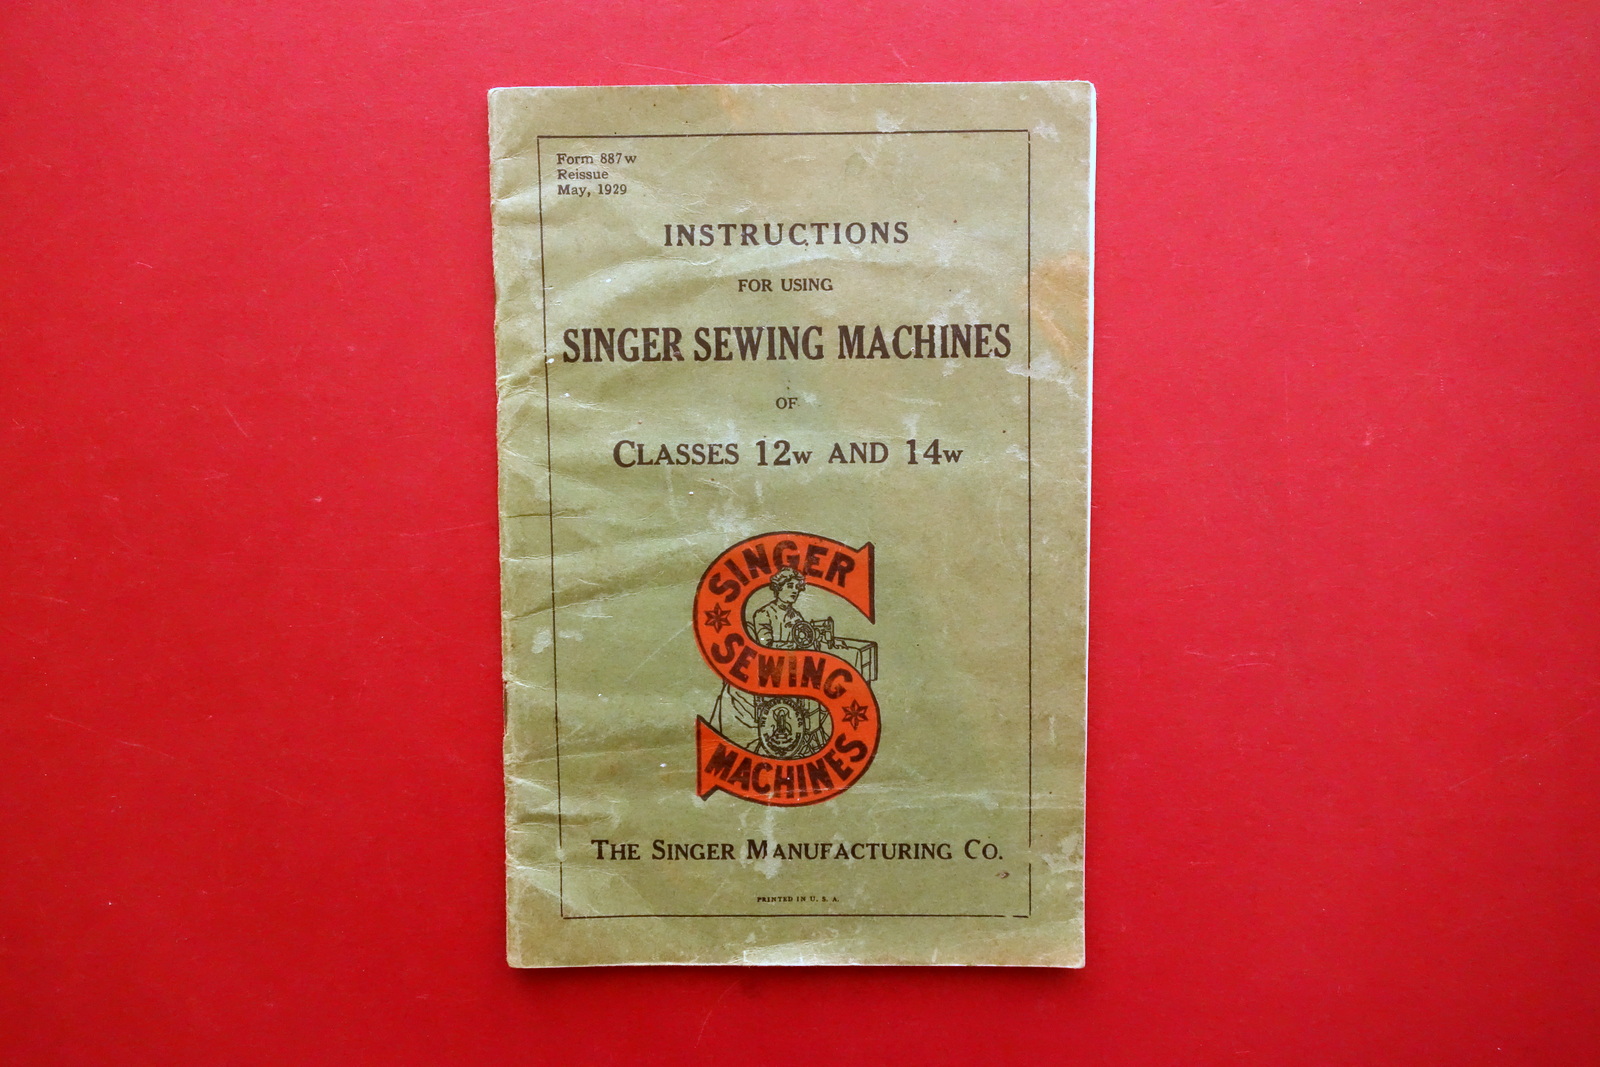 Form 887w
Reissue
May, 1929
INSTRUCTIONS
FOR USING
SINGER SEWING MACHINES
OF
CLASSES 12w AND 14w
SINGER
SEWING
MACHINES
THE SINGER MANUFACTURING CO.
PRINTED IN U. S. A.